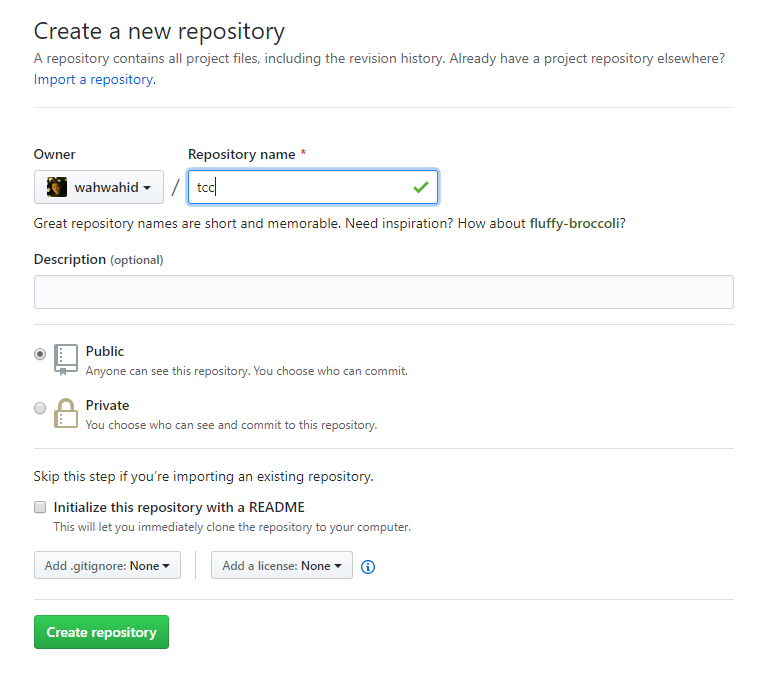 Create a new repository
A repository contains all project files, including the revision history. Already have a project repository elsewhere?
Import a repository.
Owner
Repository name *
wahwahid
/
tcc
Great repository names are short and memorable. Need inspiration? How about fluffy-broccoli?
Description (optional)
Public
Anyone can see this repository. You choose who can commit.
Private
You choose who can see and commit to this repository.
Skip this step if you’re importing an existing repository.
Initialize this repository with a README
This will let you immediately clone the repository to your computer.
Add .gitignore: None
Add a license: None
Create repository